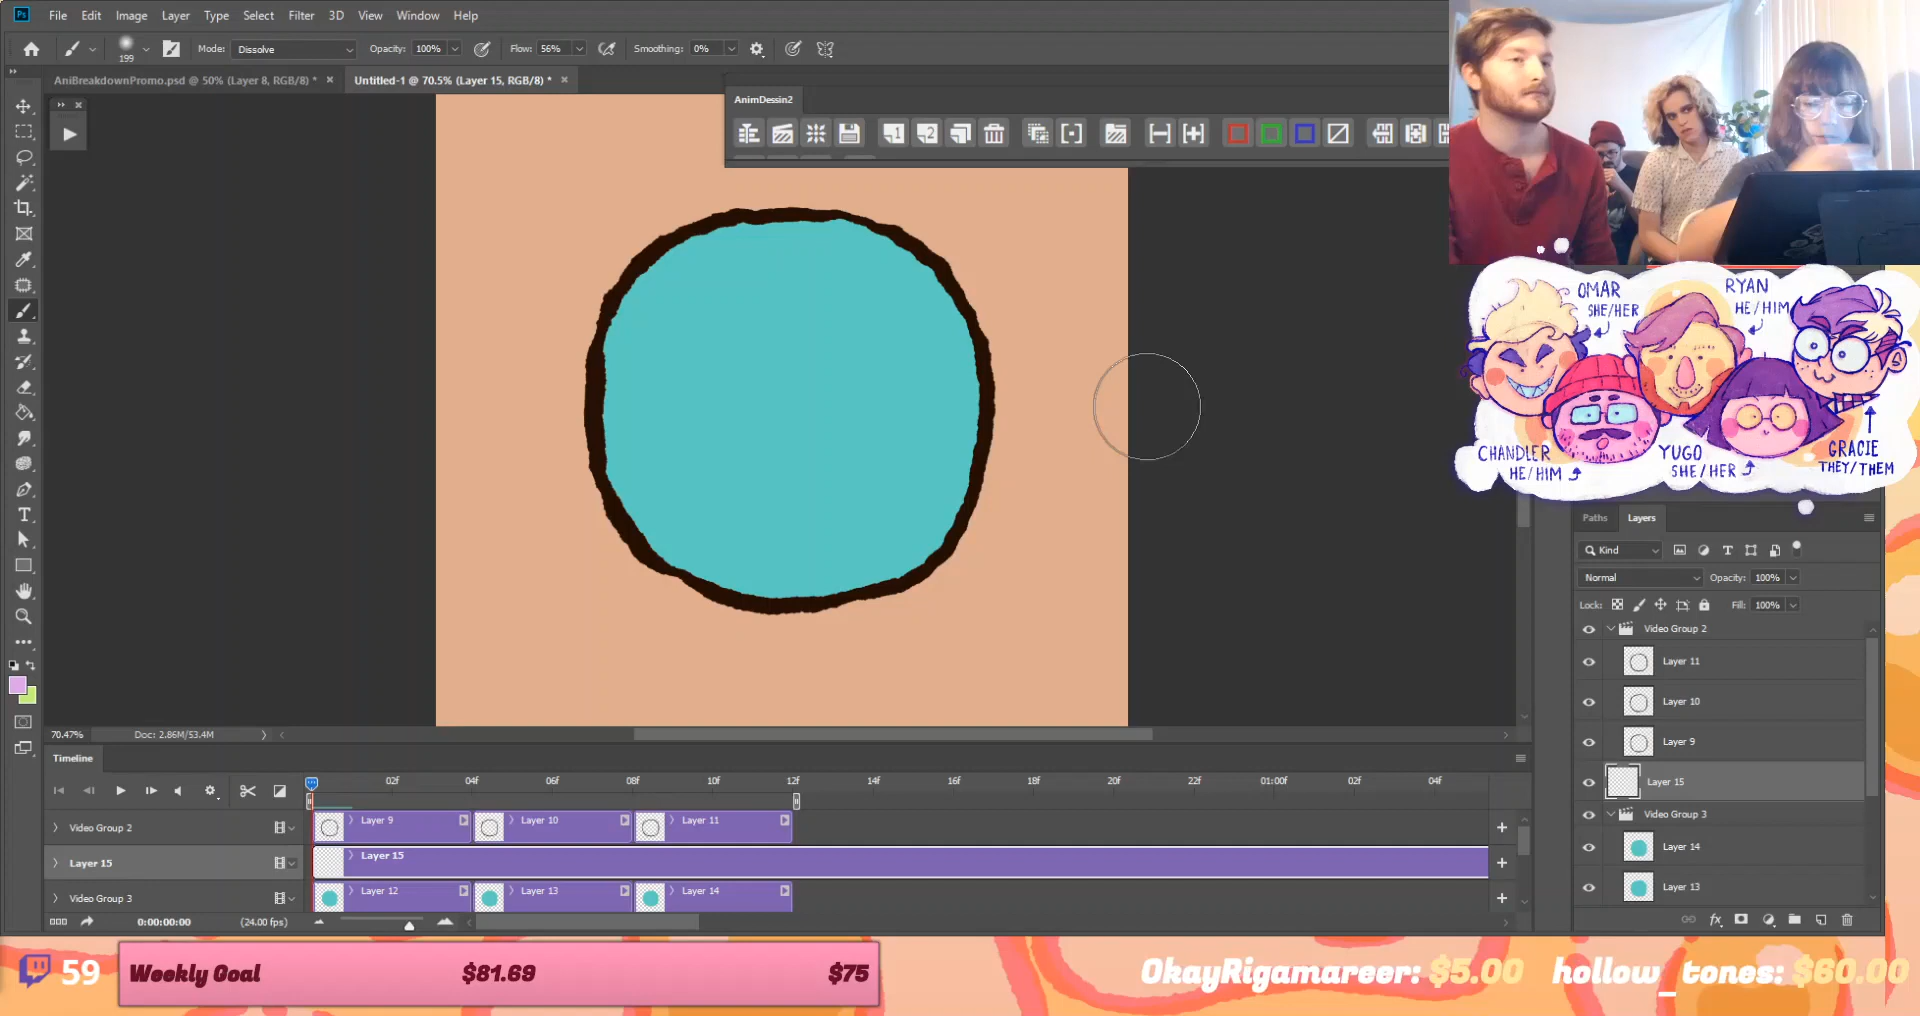 Ps File Edit Image Layer Type Select Filter 3D View Window Help
199 Mode: Dissolve Opacity: 100% Flow: 56% Smoothing: 0%
AniBreakdownPromo.psd @ 50% (Layer 8, RGB/8) * × Untitled-1 @ 70.5% (Layer 15, RGB/8) * ×
AnimDessin2
1 2
OMAR
SHE/HER
RYAN
HE/HIM
CHANDLER
HE/HIM
YUGO
SHE/HER
GRACIE
THEY/THEM
Paths Layers
Kind
Normal Opacity: 100%
Lock: Fill: 100%
Video Group 2
Layer 11
Layer 10
Layer 9
Layer 15
Video Group 3
Layer 14
Layer 13
70.47% Doc: 2.86M/53.4M
Timeline
02f 04f 06f 08f 10f 12f 14f 16f 18f 20f 22f 01:00f 02f 04f
Video Group 2 Layer 9 Layer 10 Layer 11
Layer 15 Layer 15
Video Group 3 Layer 12 Layer 13 Layer 14
0:00:00:00 (24.00 fps)
59 Weekly Goal $81.69 $75 OkayRigamareer: $5.00 hollow_tones: $60.00